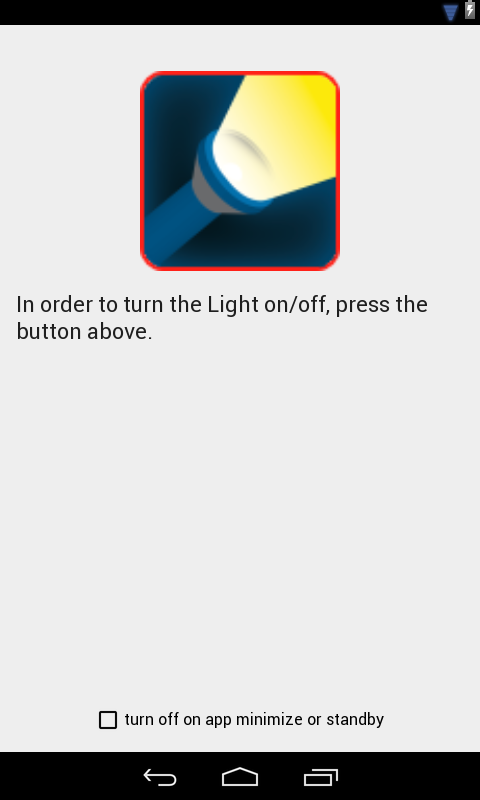 In order to turn the Light on/off, press the
button above.
turn off on app minimize or standby